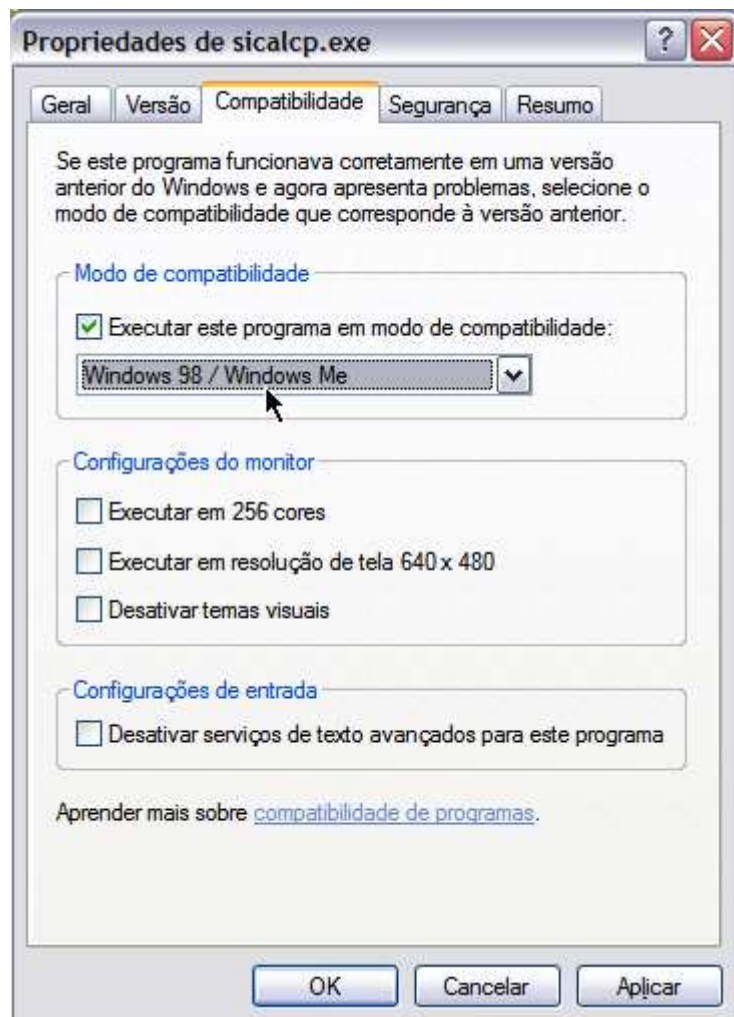 Propriedades de sicalcp.exe
Geral Versão Compatibilidade Segurança Resumo
Se este programa funcionava corretamente em uma versão
anterior do Windows e agora apresenta problemas, selecione o
modo de compatibilidade que corresponde à versão anterior.
Modo de compatibilidade
Executar este programa em modo de compatibilidade:
Windows 98 / Windows Me
Configurações do monitor
Executar em 256 cores
Executar em resolução de tela 640 x 480
Desativar temas visuais
Configurações de entrada
Desativar serviços de texto avançados para este programa
Aprender mais sobre compatibilidade de programas.
OK Cancelar Aplicar